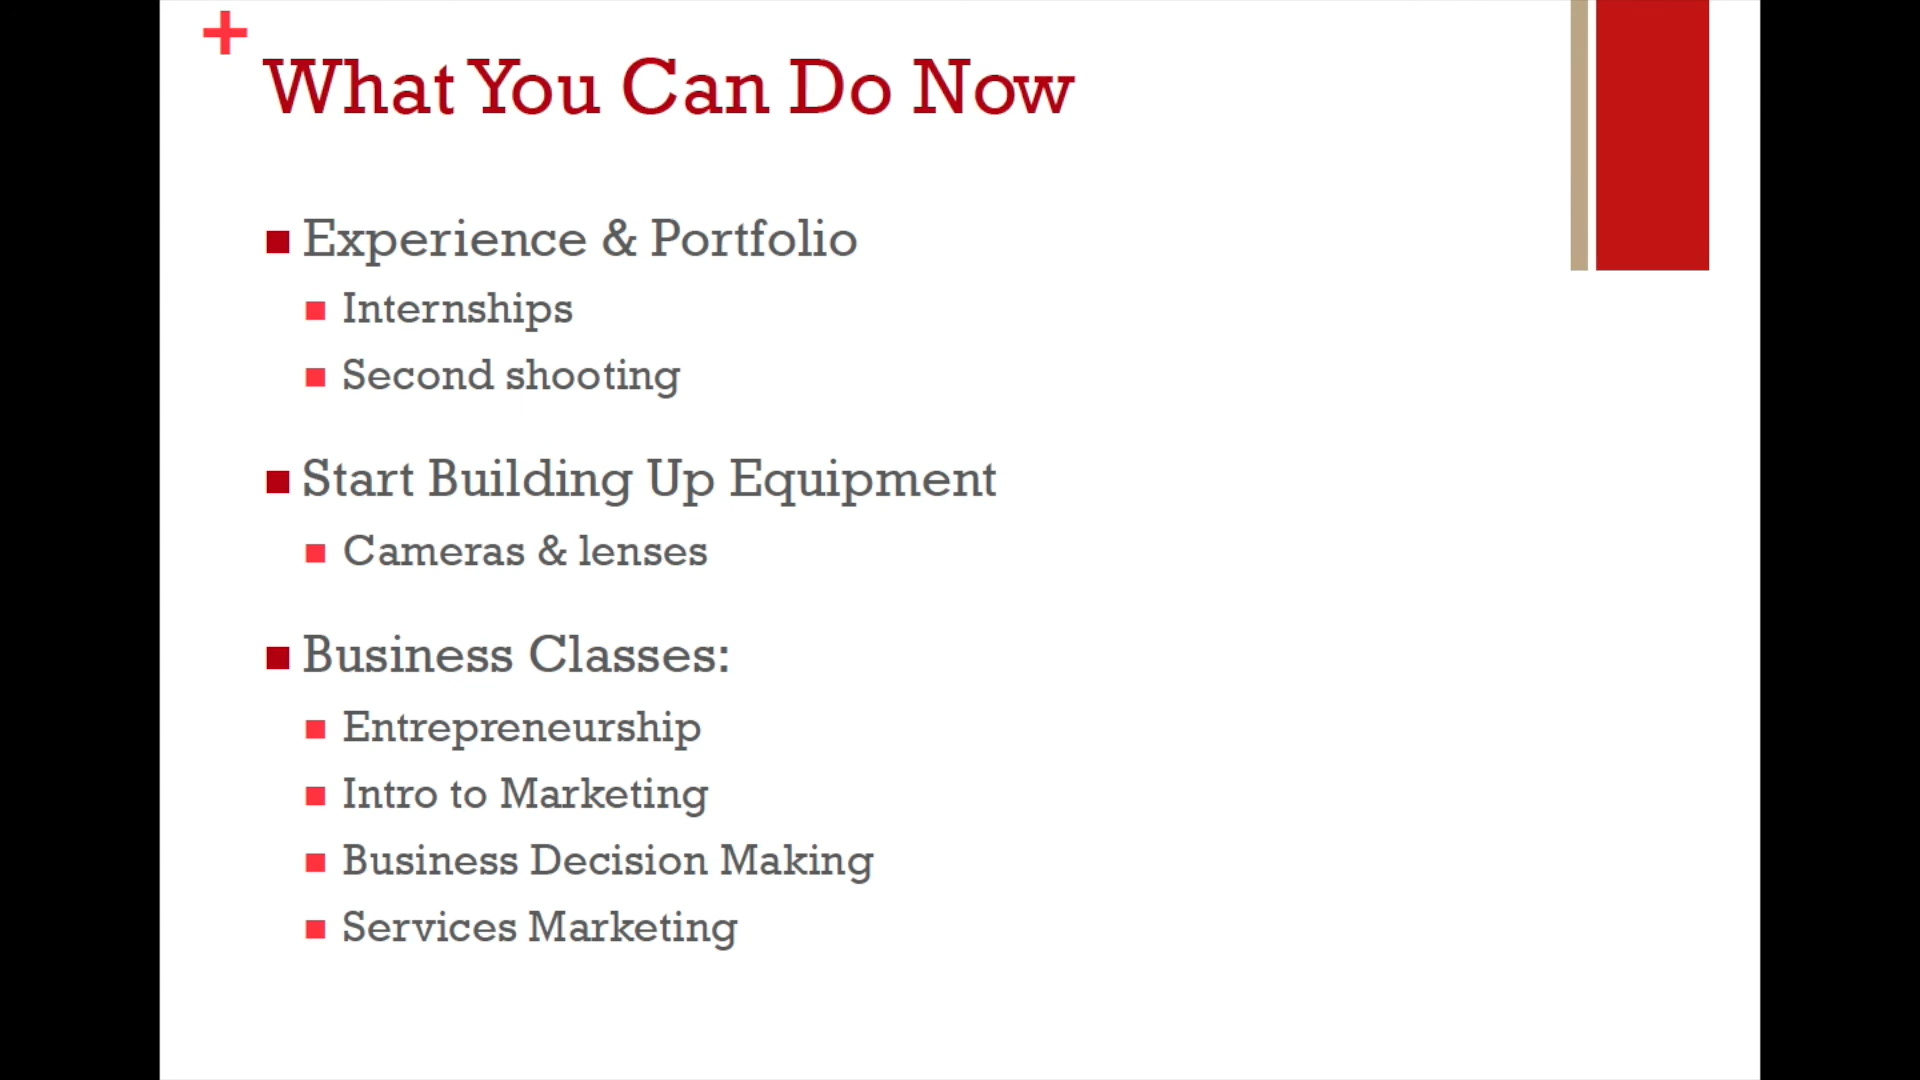 What You Can Do Now
Experience & Portfolio
Internships
Second shooting
Start Building Up Equipment
Cameras & lenses
Business Classes:
Entrepreneurship
Intro to Marketing
Business Decision Making
Services Marketing